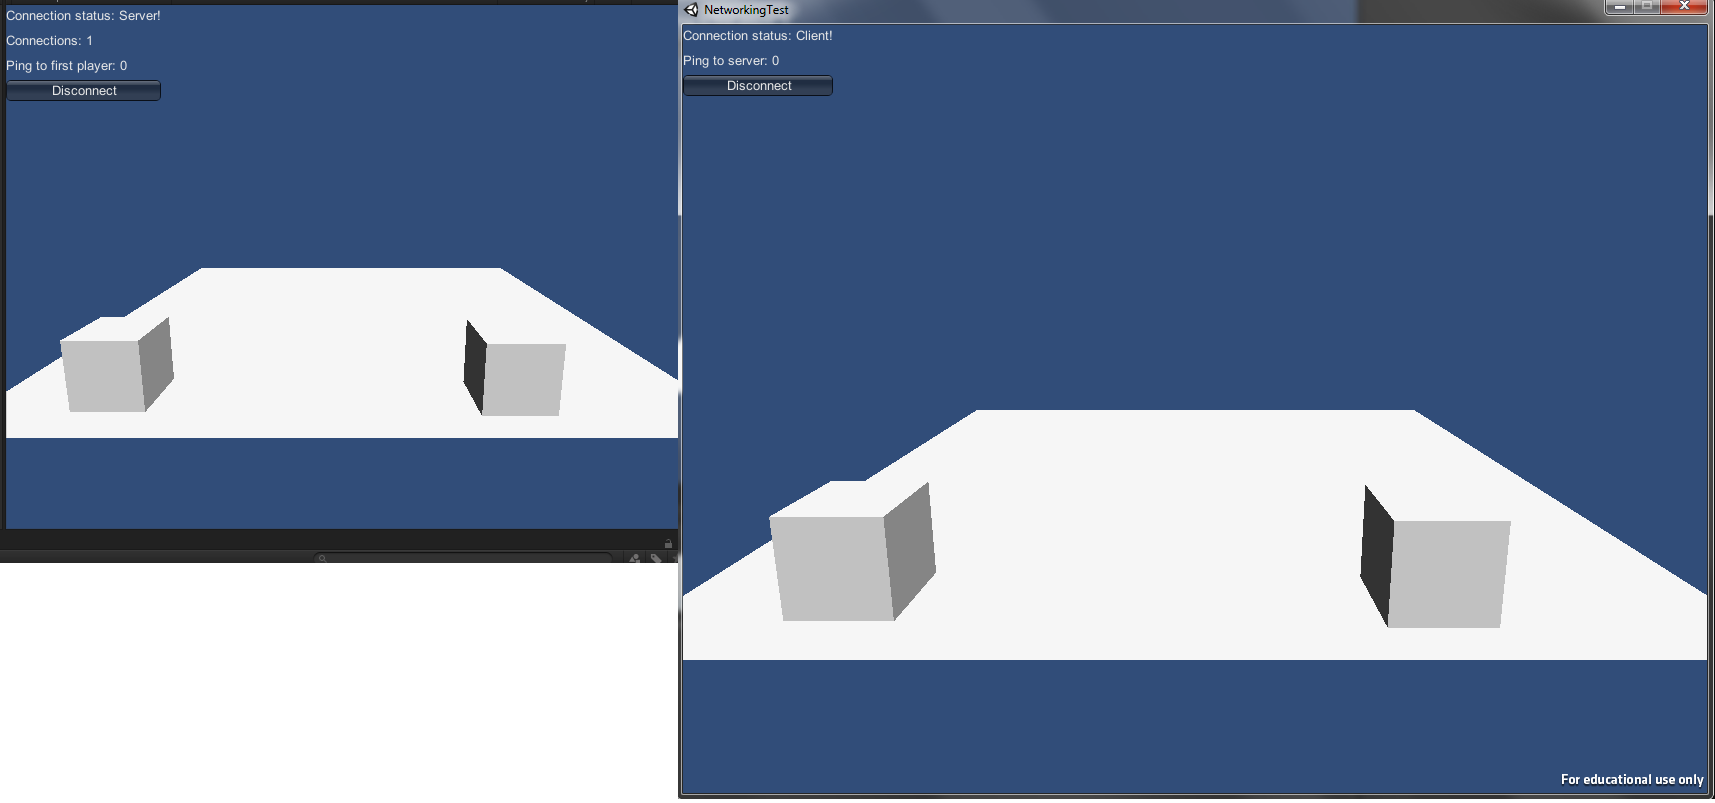 Connection status: Server!
Connections: 1
Ping to first player: 0
Disconnect
NetworkingTest
Connection status: Client!
Ping to server: 0
Disconnect
For educational use only